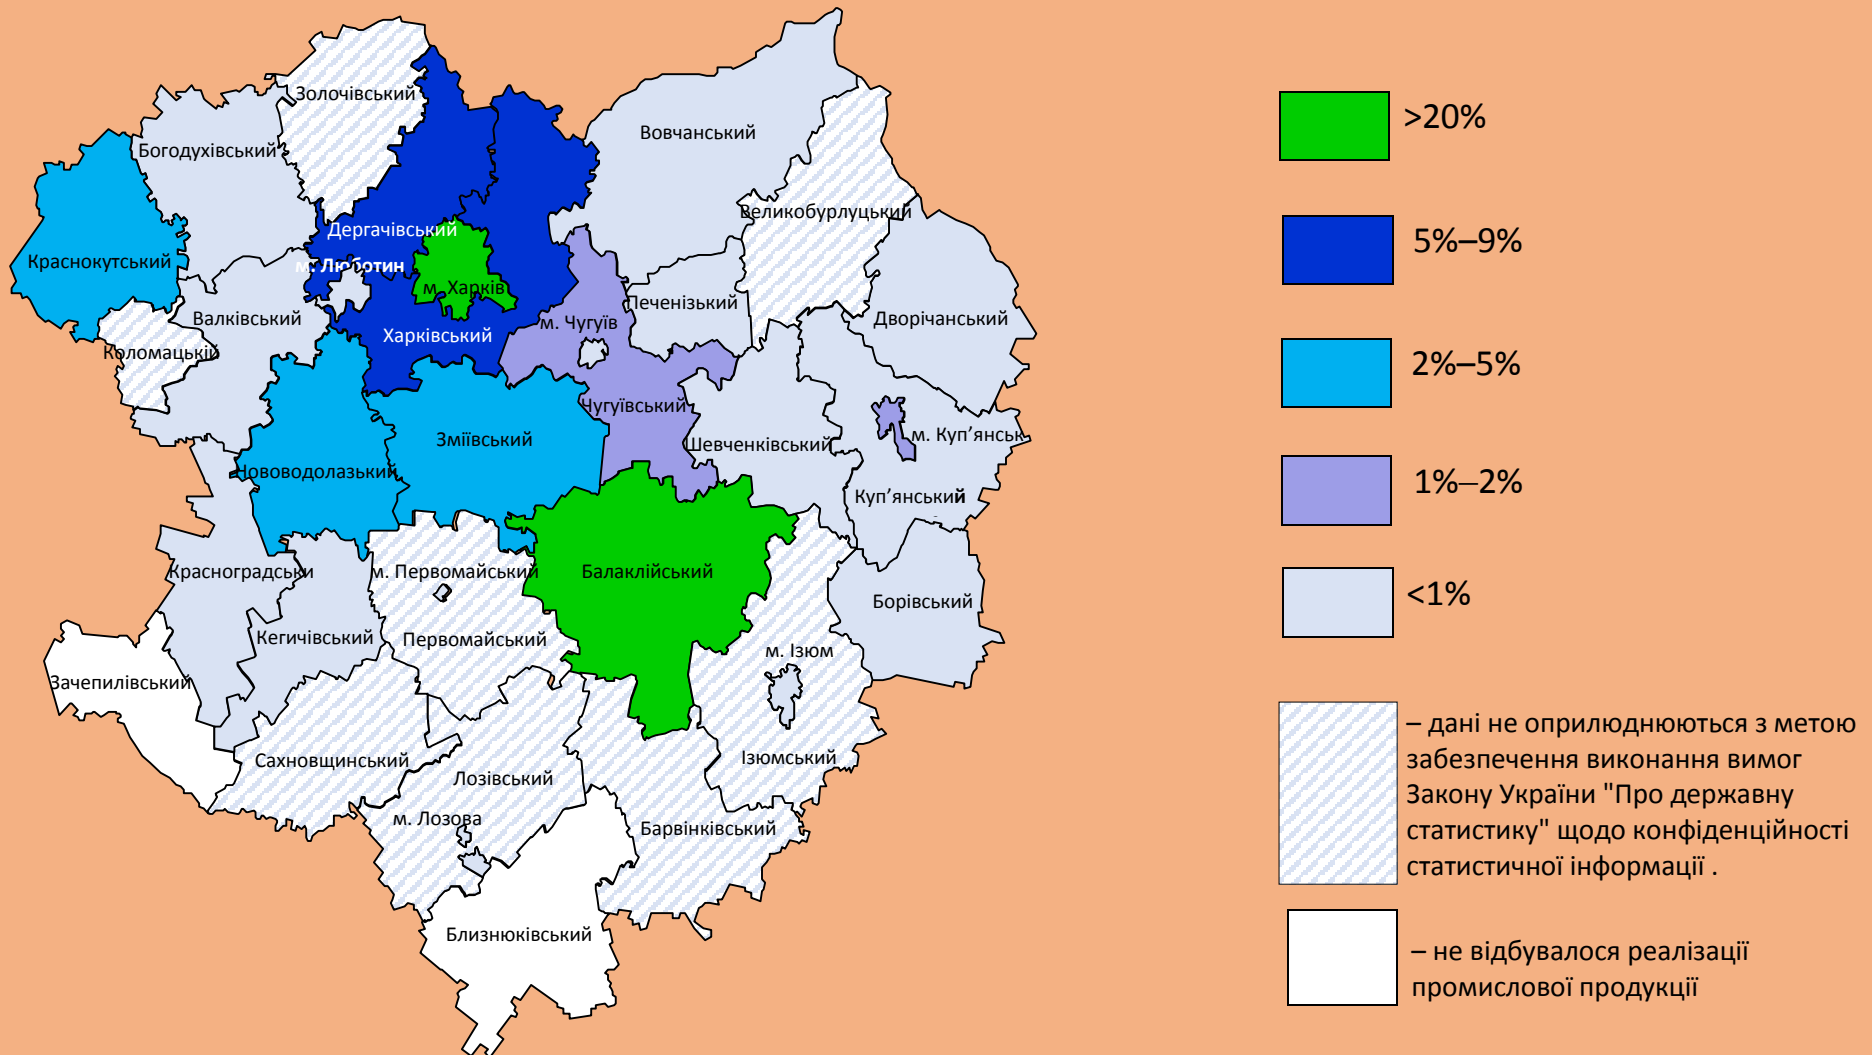 Золочівський
Вовчанський
Богодухівський
Великобурлуцький
Дергачівський
Краснокутський
м. Люботин
м. Харків
Печенізький
Валківський
Дворічанський
м. Чугуїв
Харківський
Коломацькій
Чугуївський
Зміївський
м. Куп’янськ
Шевченківський
Нововодолазький
Куп’янський
Красноградськи
м. Первомайський
Балаклійський
Борівський
Кегичівський
Первомайський
м. Ізюм
Зачепилівський
Сахновщинський
Ізюмський
Лозівський
м. Лозова
Барвінківський
Близнюківський
>20%
5%–9%
2%–5%
1%–2%
<1%
– дані не оприлюднюються з метою
забезпечення виконання вимог
Закону України "Про державну
статистику" щодо конфіденційності
статистичної інформації .
– не відбувалося реалізації
промислової продукції